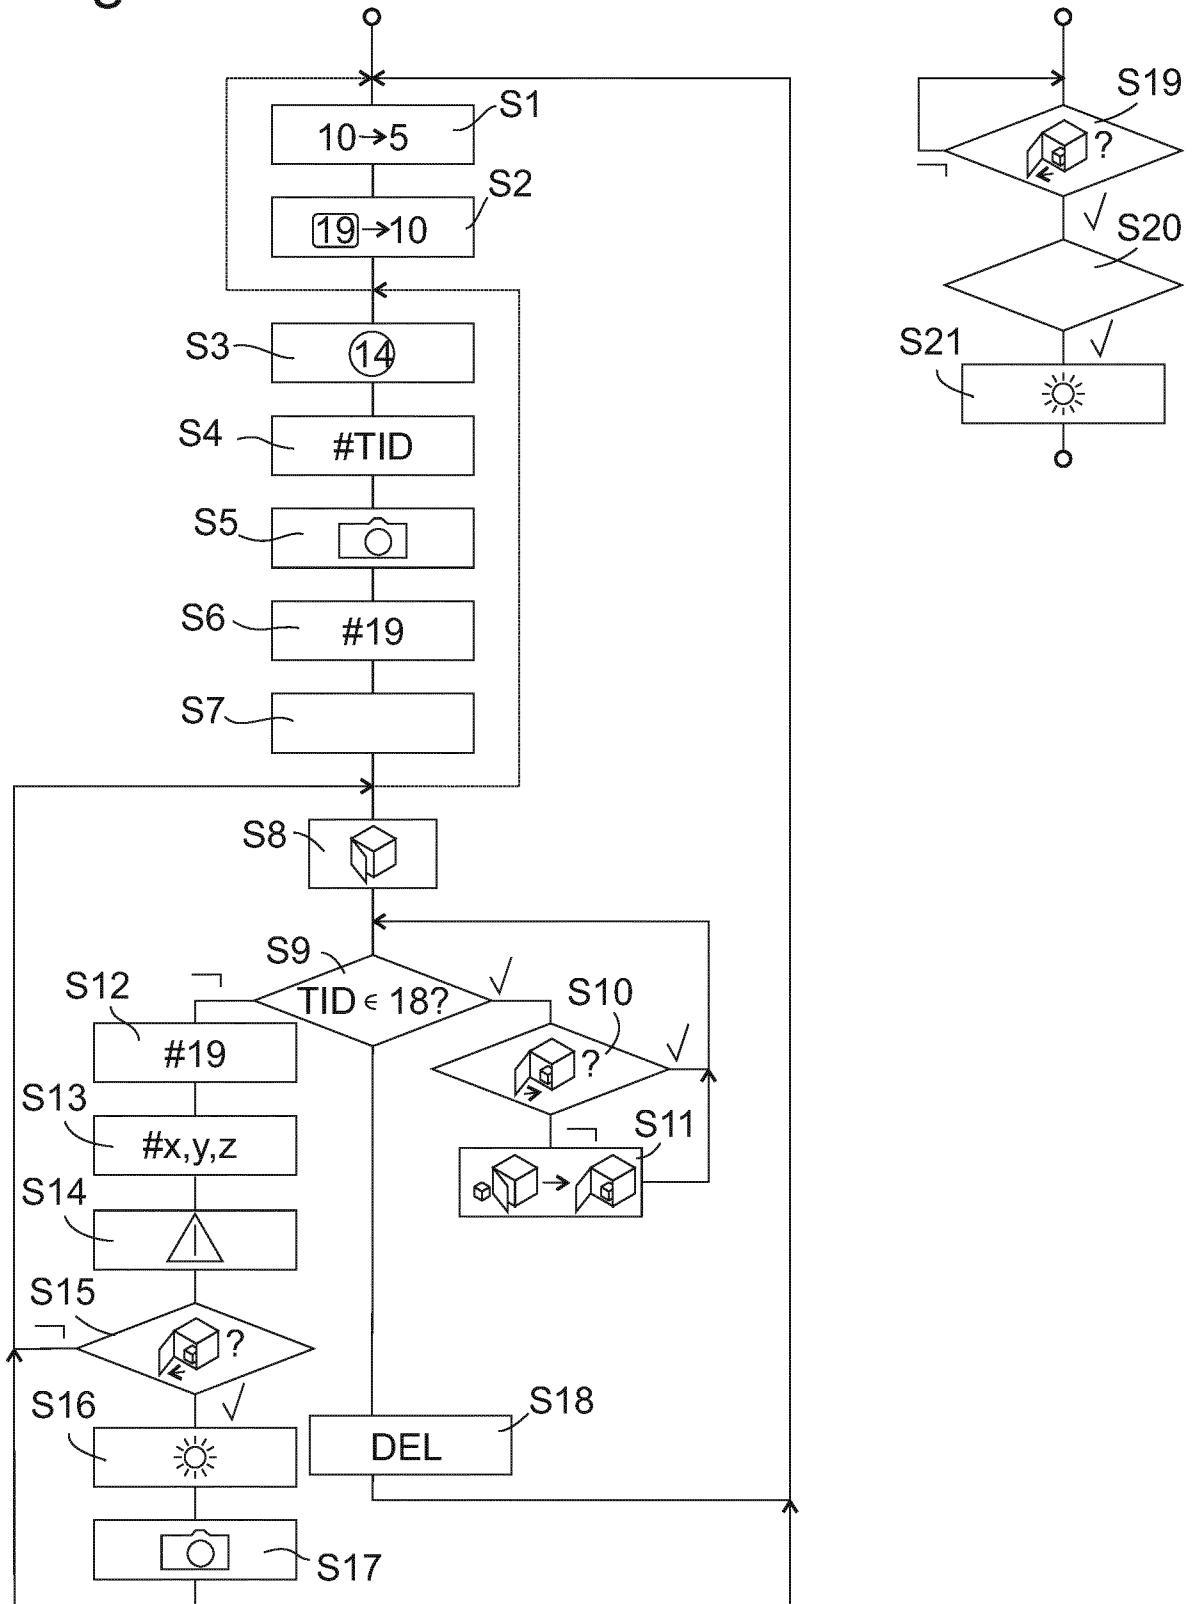 S1
10→5
S2
19→10
S3
14
S4
#TID
S5
S6
#19
S7
S8
S9
TID ∊ 18?
S10
?
S11
S12
#19
S13
#x,y,z
S14
S15
?
S16
S17
S18
DEL
S19
?
S20
S21